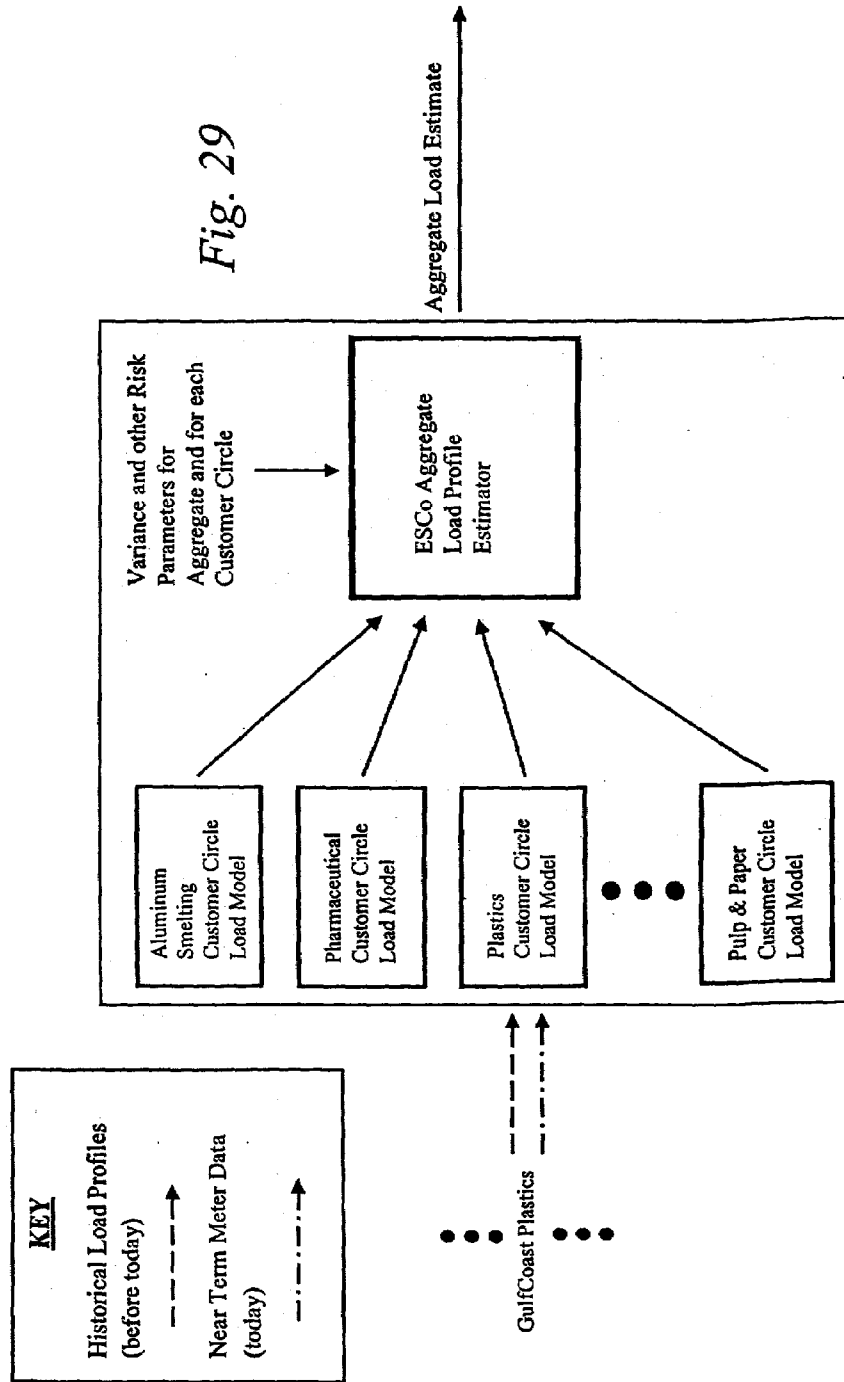 Fig. 29
KEY
Historical Load Profiles
(before today)
Near Term Meter Data
(today)
GulfCoast Plastics
Aluminum
Smelting
Customer Circle
Load Model
Pharmaceutical
Customer Circle
Load Model
Plastics
Customer Circle
Load Model
Pulp & Paper
Customer Circle
Load Model
Variance and other Risk
Parameters for
Aggregate and for each
Customer Circle
ESCo Aggregate
Load Profile
Estimator
Aggregate Load Estimate